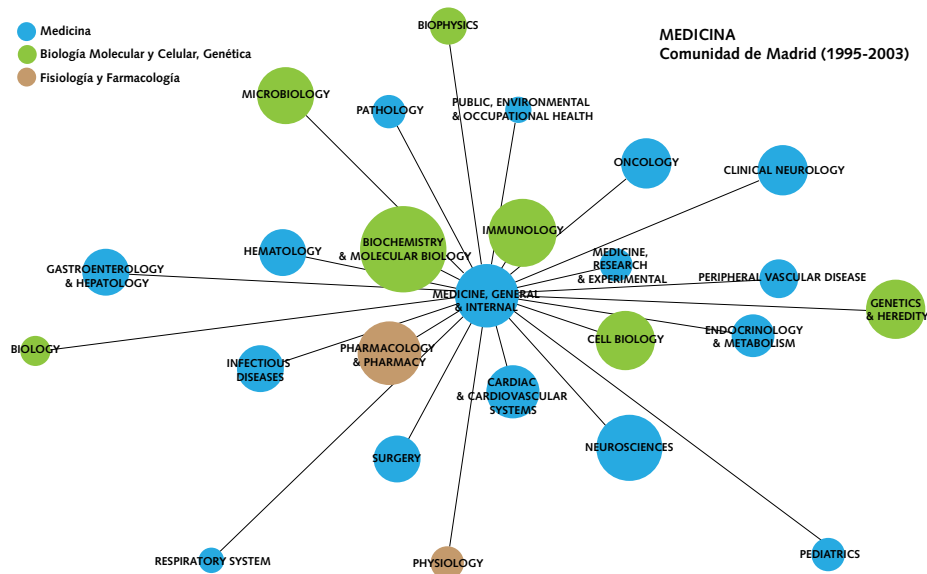 Medicina
Biología Molecular y Celular, Genética
Fisiología y Farmacología
MEDICINA
Comunidad de Madrid (1995-2003)
BIOPHYSICS
MICROBIOLOGY
PATHOLOGY
PUBLIC, ENVIRONMENTAL
& OCCUPATIONAL HEALTH
ONCOLOGY
CLINICAL NEUROLOGY
IMMUNOLOGY
BIOCHEMISTRY
& MOLECULAR BIOLOGY
HEMATOLOGY
MEDICINE,
RESEARCH
& EXPERIMENTAL
GASTROENTEROLOGY
& HEPATOLOGY
PERIPHERAL VASCULAR DISEASE
MEDICINE, GENERAL
& INTERNAL
GENETICS
& HEREDITY
ENDOCRINOLOGY
& METABOLISM
CELL BIOLOGY
BIOLOGY
PHARMACOLOGY
& PHARMACY
INFECTIOUS
DISEASES
CARDIAC
& CARDIOVASCULAR
SYSTEMS
NEUROSCIENCES
SURGERY
PEDIATRICS
RESPIRATORY SYSTEM
PHYSIOLOGY